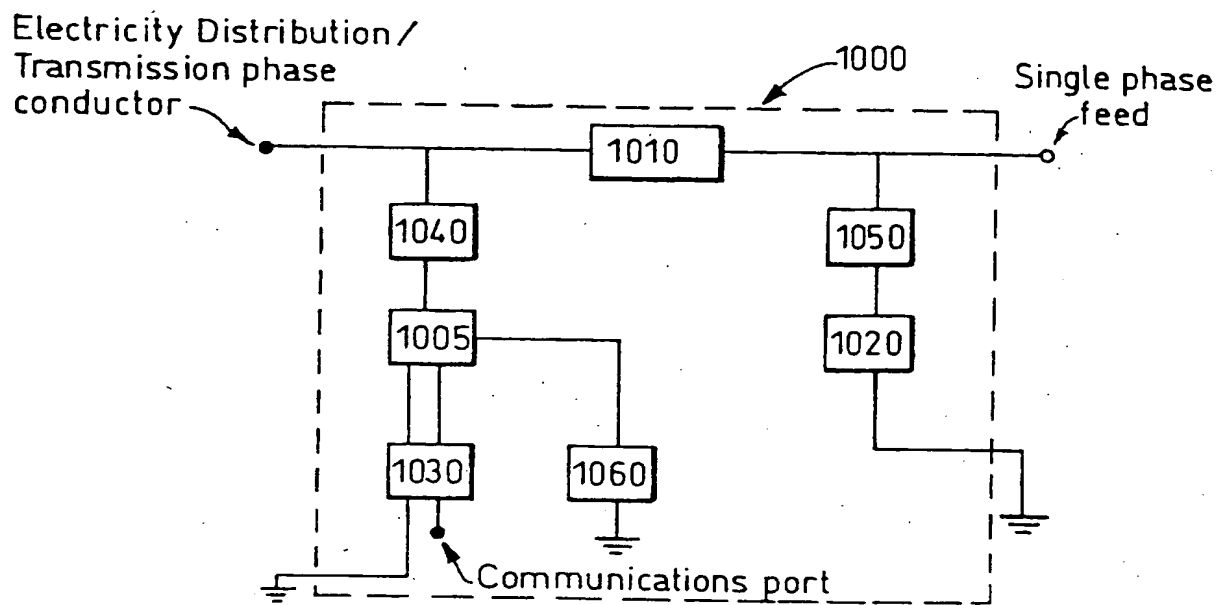 Electricity Distribution/
Transmission phase
conductor
1000
Single phase
feed
1010
1040
1050
1005
1020
1030
1060
Communications port